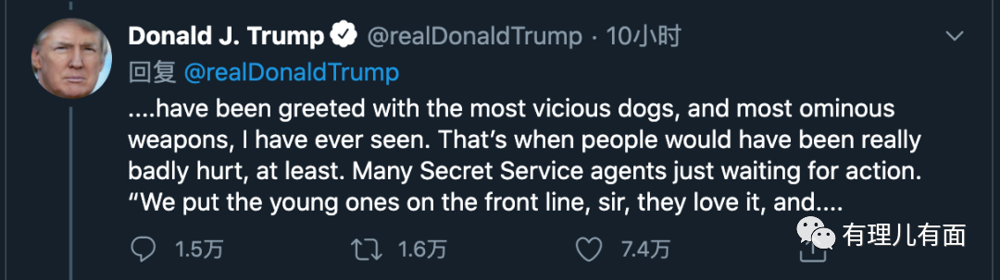 Donald J. Trump @realDonaldTrump · 10小时
回复 @realDonaldTrump
....have been greeted with the most vicious dogs, and most ominous
weapons, I have ever seen. That’s when people would have been really
badly hurt, at least. Many Secret Service agents just waiting for action.
“We put the young ones on the front line, sir, they love it, and....
1.5万 1.6万 7.4万
有理儿有面